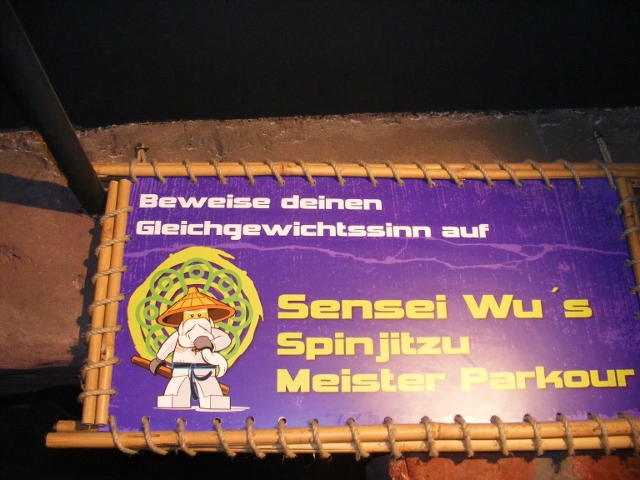 Beweise deinen
Gleichgewichtssinn auf
Sensei Wu´s
Spinjitzu
Meister Parkour